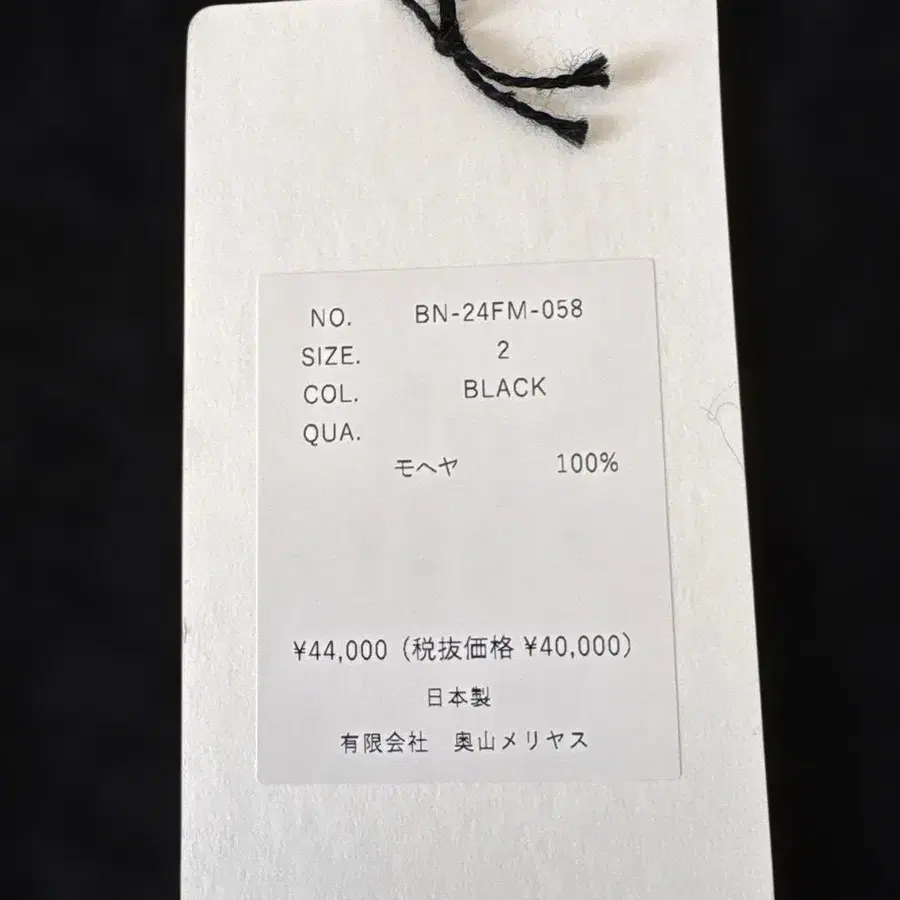 NO. BN-24FM-058
SIZE. 2
COL. BLACK
QUA.
モヘヤ 100%
¥44,000 (税抜価格 ¥40,000)
日本製
有限会社 奥山メリヤス